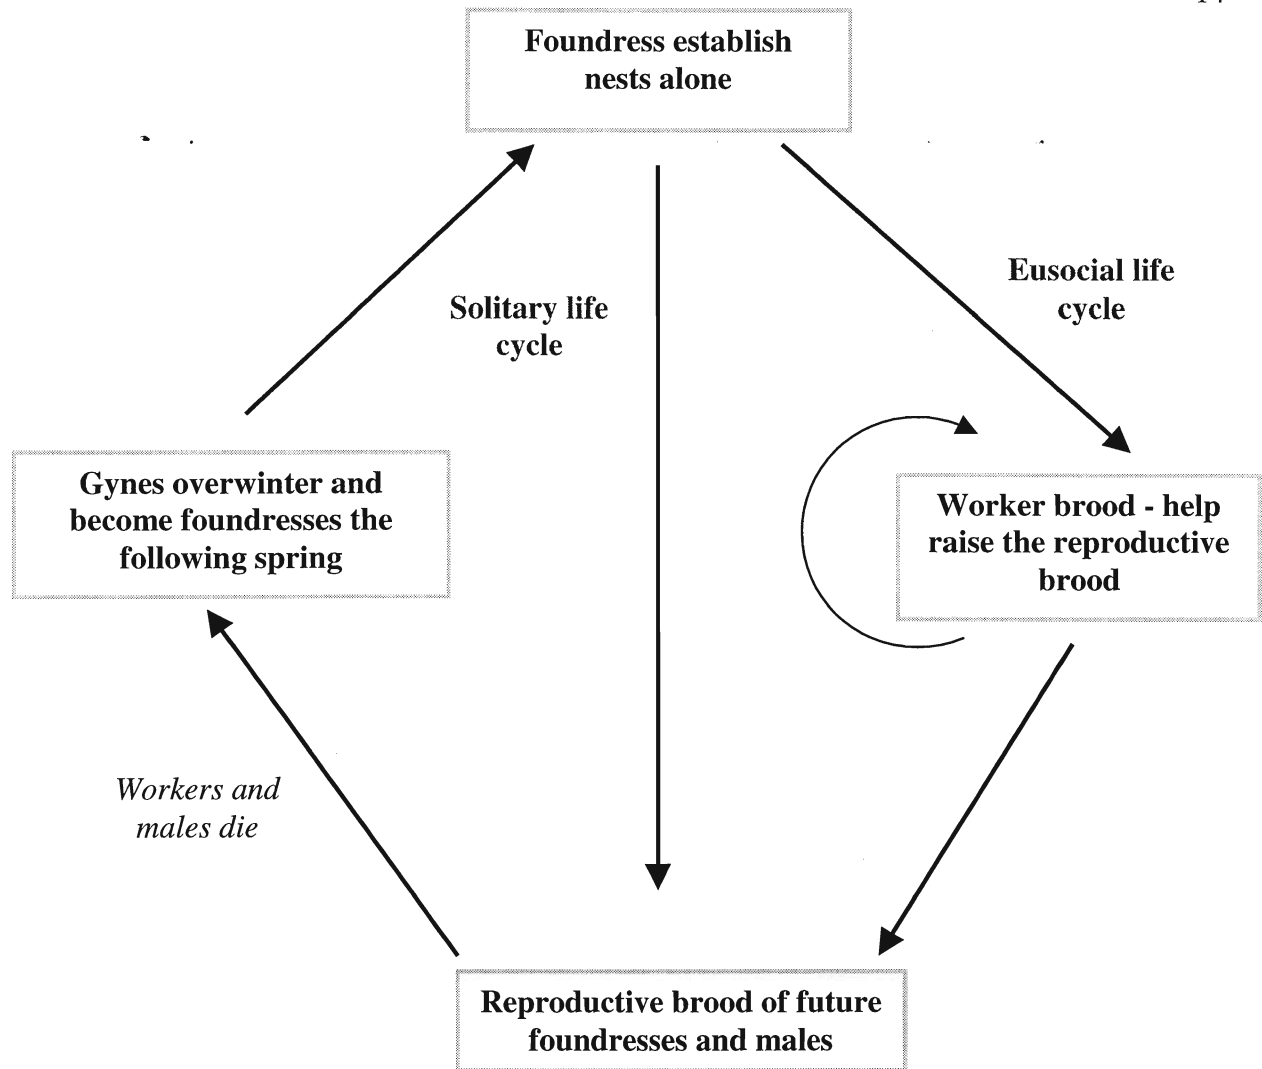 Foundress establish
nests alone
Eusocial life
cycle
Solitary life
cycle
Gynes overwinter and
become foundresses the
following spring
Worker brood - help
raise the reproductive
brood
Workers and
males die
Reproductive brood of future
foundresses and males